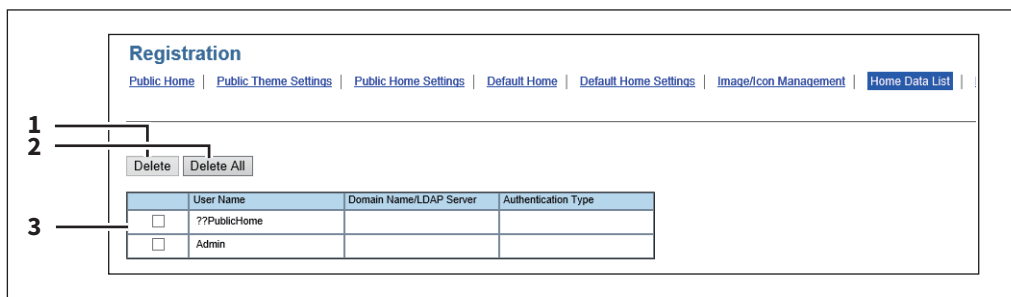 Registration
Public Home | Public Theme Settings | Public Home Settings | Default Home | Default Home Settings | Image/Icon Management | Home Data List |
1
2
Delete Delete All
User Name Domain Name/LDAP Server Authentication Type
3
??PublicHome
Admin